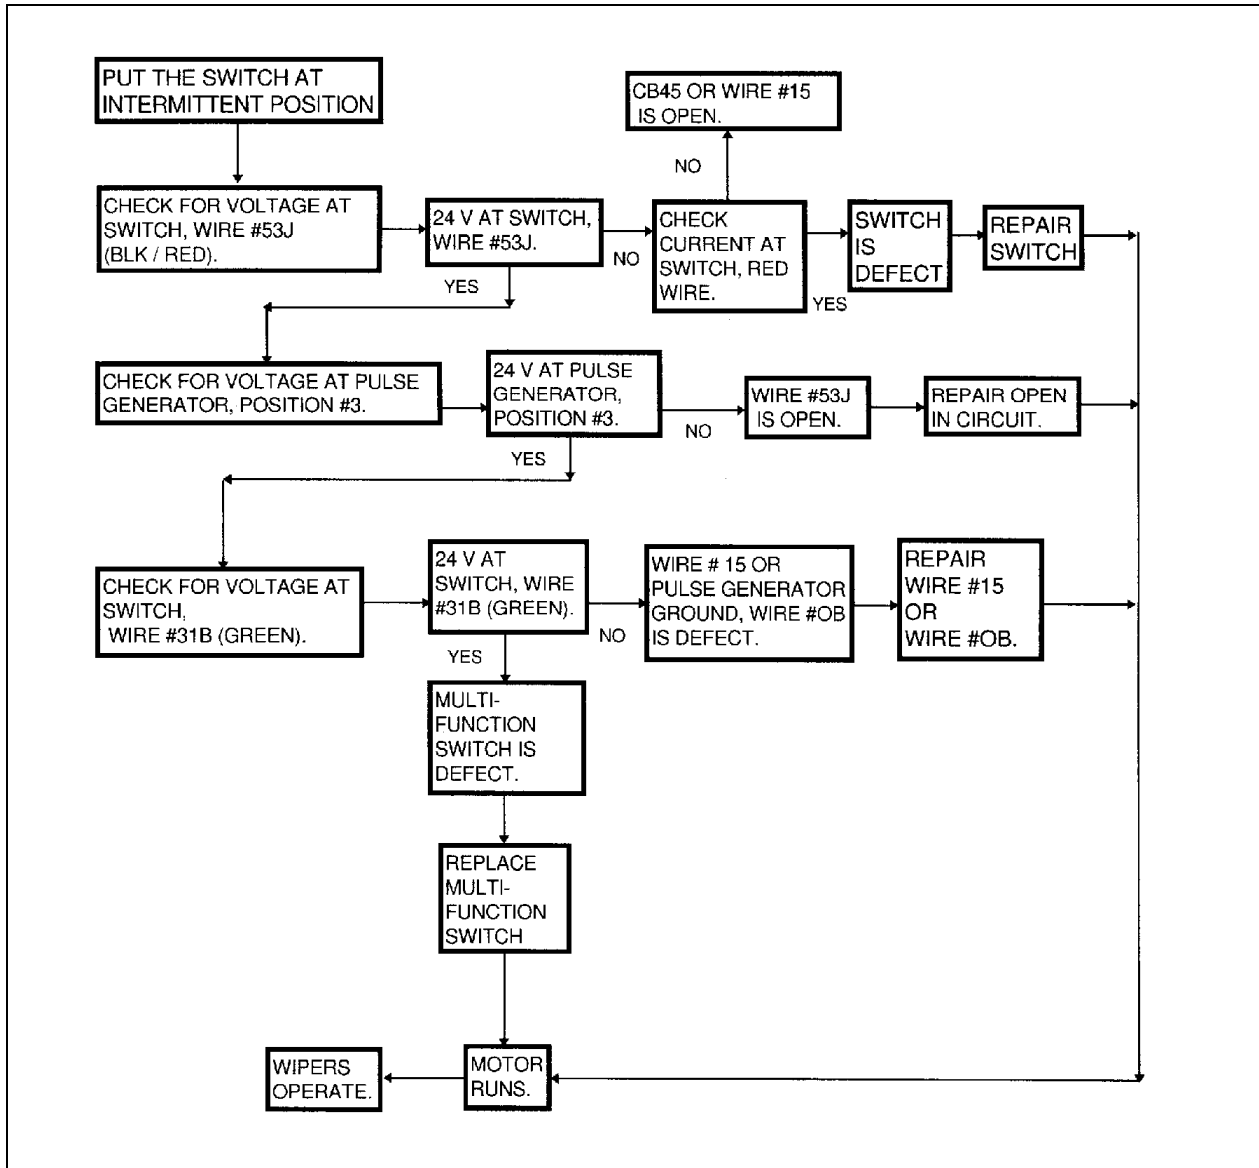 PUT THE SWITCH AT
INTERMITTENT POSITION
CB45 OR WIRE #15
IS OPEN.
NO
CHECK FOR VOLTAGE AT
SWITCH, WIRE #53J
(BLK / RED).
24 V AT SWITCH,
WIRE #53J.
NO
YES
CHECK
CURRENT AT
SWITCH, RED
WIRE.
YES
SWITCH
IS
DEFECT
REPAIR
SWITCH
CHECK FOR VOLTAGE AT PULSE
GENERATOR, POSITION #3.
24 V AT PULSE
GENERATOR,
POSITION #3.
NO
YES
WIRE #53J
IS OPEN.
REPAIR OPEN
IN CIRCUIT.
CHECK FOR VOLTAGE AT
SWITCH,
WIRE #31B (GREEN).
24 V AT
SWITCH, WIRE
#31B (GREEN).
NO
YES
WIRE # 15 OR
PULSE GENERATOR
GROUND, WIRE #OB
IS DEFECT.
REPAIR
WIRE #15
OR
WIRE #OB.
MULTI-
FUNCTION
SWITCH IS
DEFECT.
REPLACE
MULTI-
FUNCTION
SWITCH
WIPERS
OPERATE.
MOTOR
RUNS.